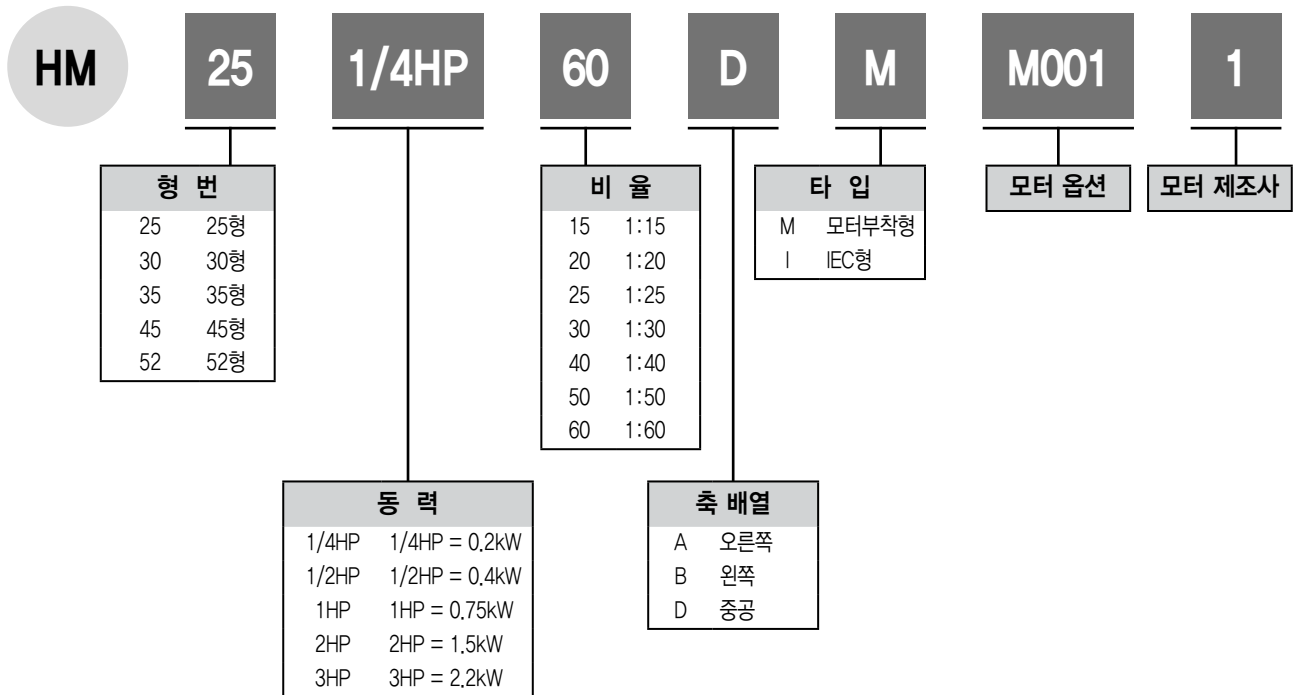 HM 25 1/4HP 60 D M M001 1
형 번
25 25형
30 30형
35 35형
45 45형
52 52형
비 율
15 1:15
20 1:20
25 1:25
30 1:30
40 1:40
50 1:50
60 1:60
타 입
M 모터부착형
I IEC형
모터 옵션
모터 제조사
동 력
1/4HP 1/4HP = 0.2kW
1/2HP 1/2HP = 0.4kW
1HP 1HP = 0.75kW
2HP 2HP = 1.5kW
3HP 3HP = 2.2kW
축 배열
A 오른쪽
B 왼쪽
D 중공